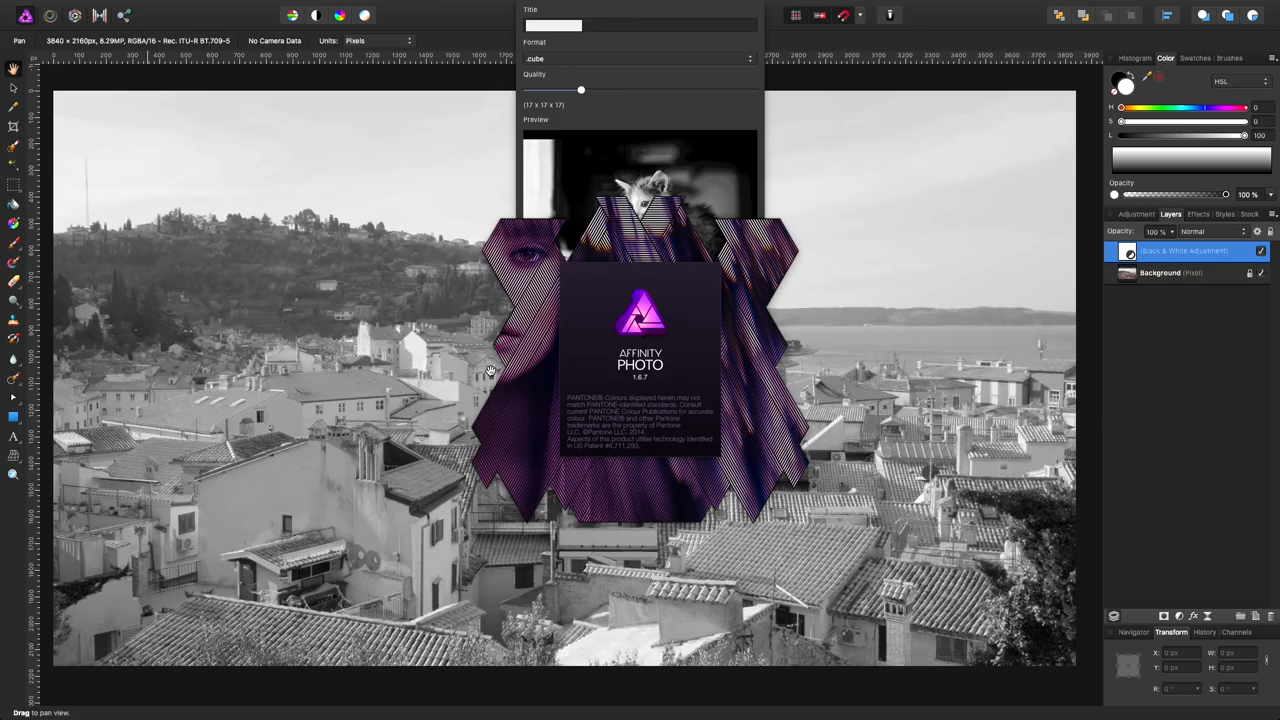 Title
Format
.cube
Quality
(17 x 17 x 17)
Preview
Pan
3840 × 2160px, 8.29MP, RGBA/16 - Rec. ITU-R BT.709-5
No Camera Data
Units:
Pixels
px
AFFINITY
PHOTO
1.6.7
PANTONE® Colours displayed herein may not
match PANTONE-identified standards. Consult
current PANTONE Colour Publications for accurate
colour. PANTONE® and other Pantone
trademarks are the property of Pantone
LLC. ©Pantone LLC, 2014.
Aspects of this product utilise technology identified
in US Patent #6,711,293.
Histogram
Color
Swatches
Brushes
HSL
H
0
S
0
L
100
Opacity
100 %
Adjustment
Layers
Effects
Styles
Stock
Opacity:
100 %
Normal
(Black & White Adjustment)
Background (Pixel)
Navigator
Transform
History
Channels
X: 0 px
W: 0 px
Y: 0 px
H: 0 px
R: 0 °
S: 0 °
Drag to pan view.